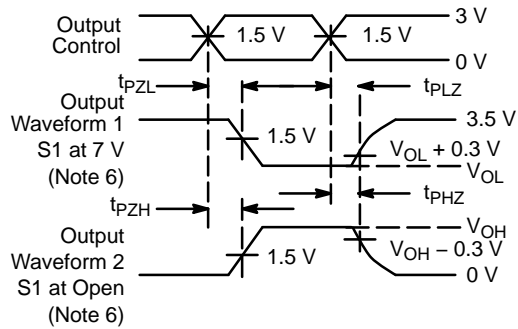 Output
Control
1.5 V
1.5 V
3 V
0 V
tPZL
tPLZ
Output
Waveform 1
S1 at 7 V
(Note 6)
1.5 V
3.5 V
VOL + 0.3 V
VOL
tPZH
tPHZ
Output
Waveform 2
S1 at Open
(Note 6)
1.5 V
VOH
VOH – 0.3 V
0 V